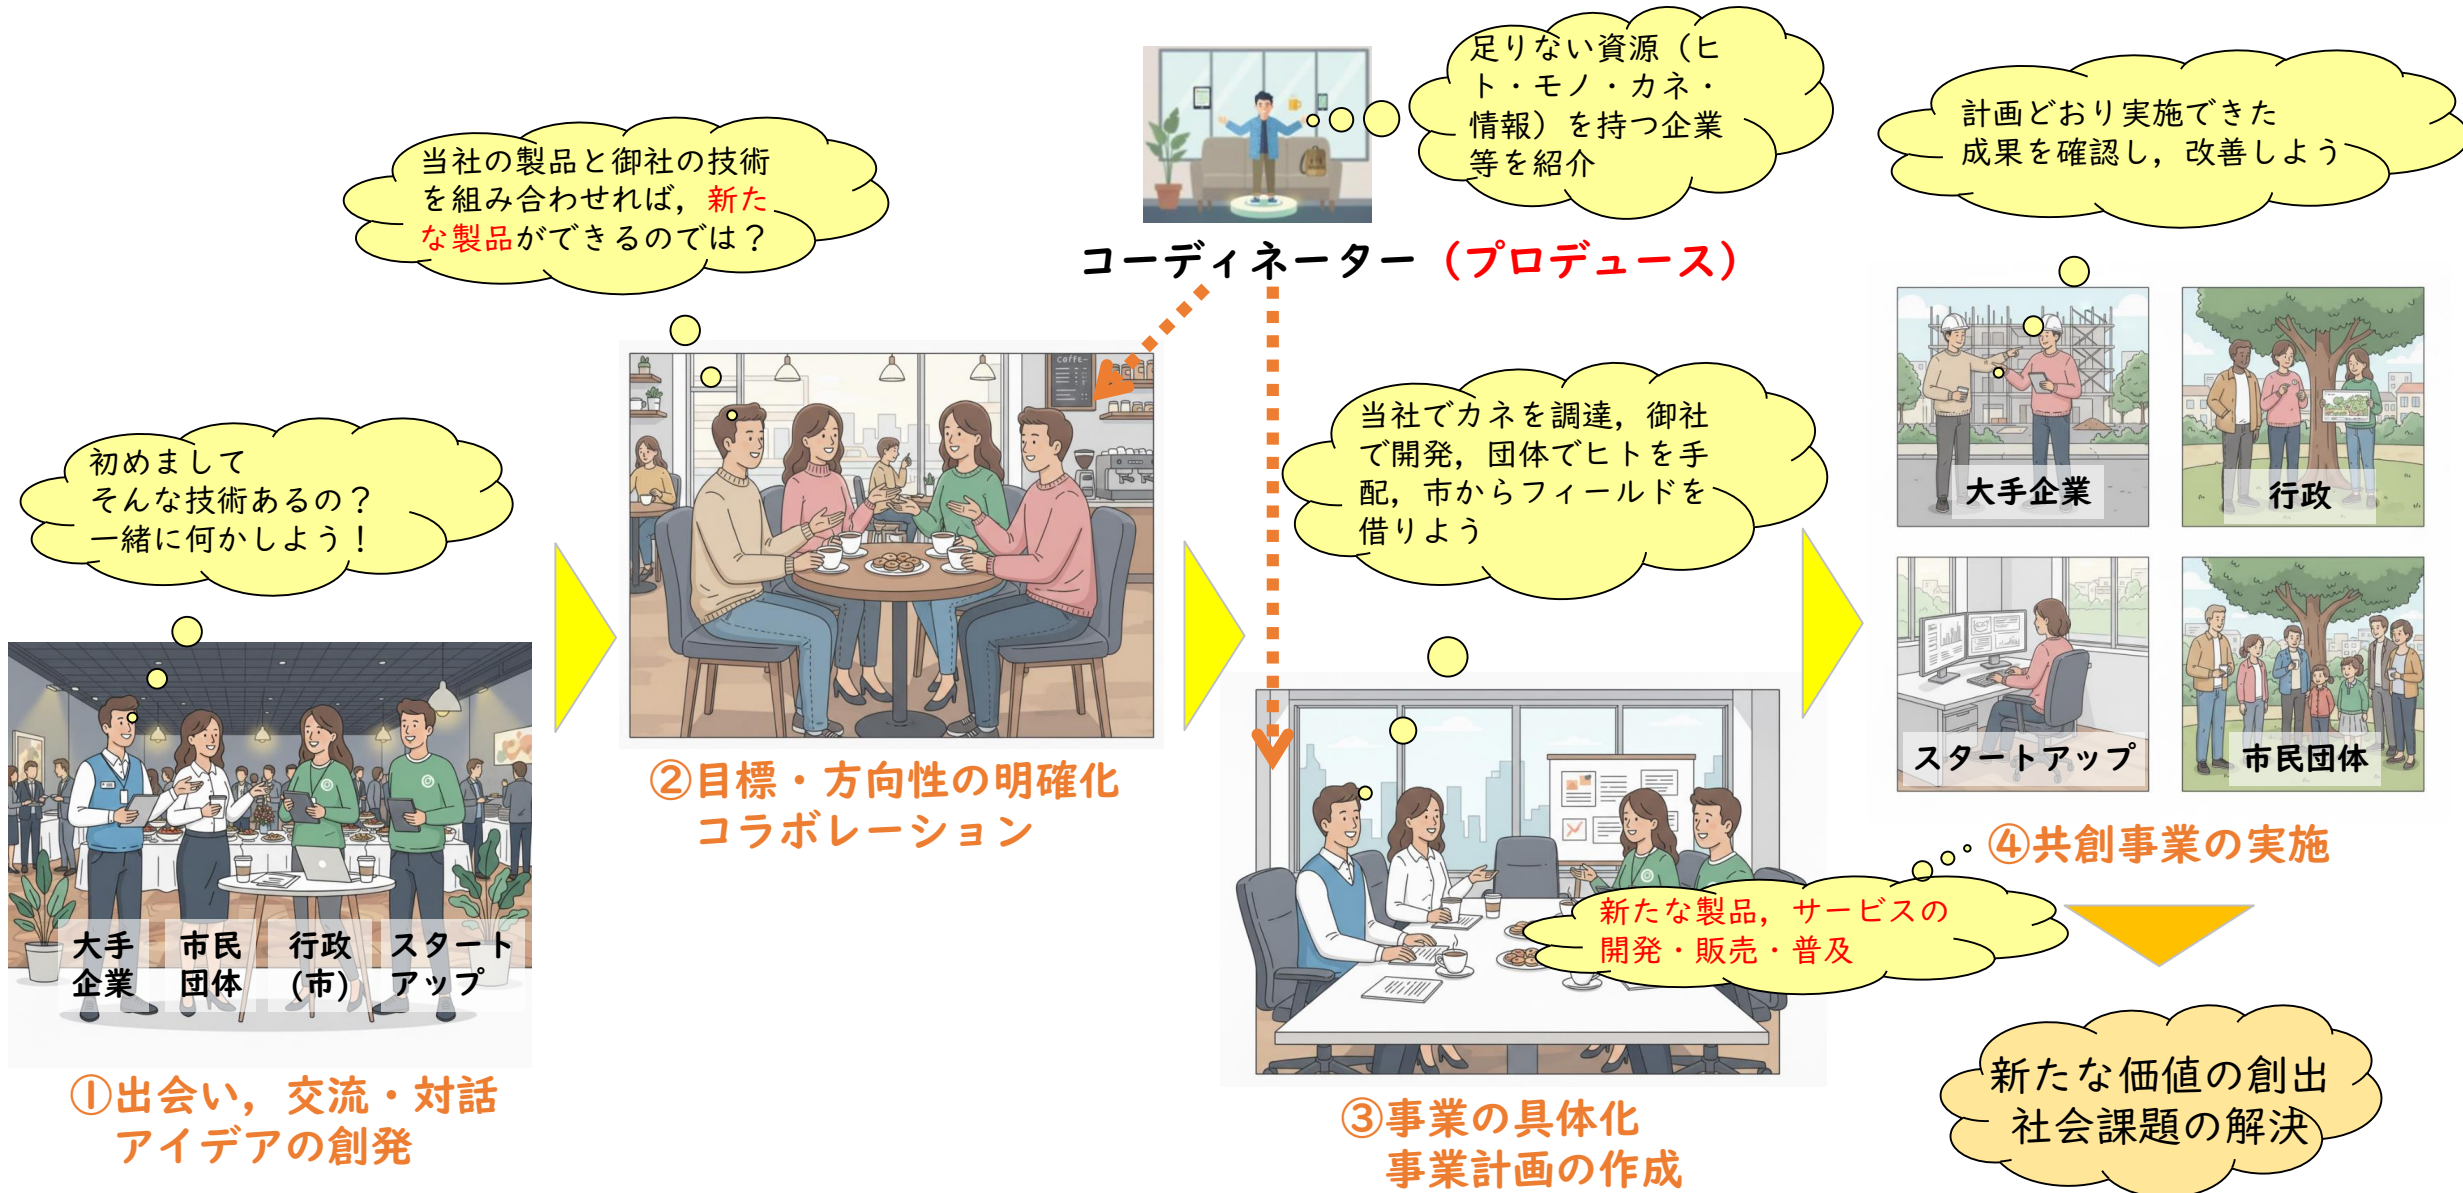 初めまして
そんな技術あるの？
一緒に何かしよう！
大手
企業
市民
団体
行政
(市)
スタート
アップ
①出会い，交流・対話
アイデアの創発
当社の製品と御社の技術
を組み合わせれば，新た
な製品ができるのでは？
COFFE-
②目標・方向性の明確化
コラボレーション
足りない資源（ヒ
ト・モノ・カネ・
情報）を持つ企業
等を紹介
コーディネーター（プロデュース）
当社でカネを調達，御社
で開発，団体でヒトを手
配，市からフィールドを
借りよう
③事業の具体化
事業計画の作成
計画どおり実施できた
成果を確認し，改善しよう
大手企業
行政
スタートアップ
市民団体
④共創事業の実施
新たな製品，サービスの
開発・販売・普及
新たな価値の創出
社会課題の解決